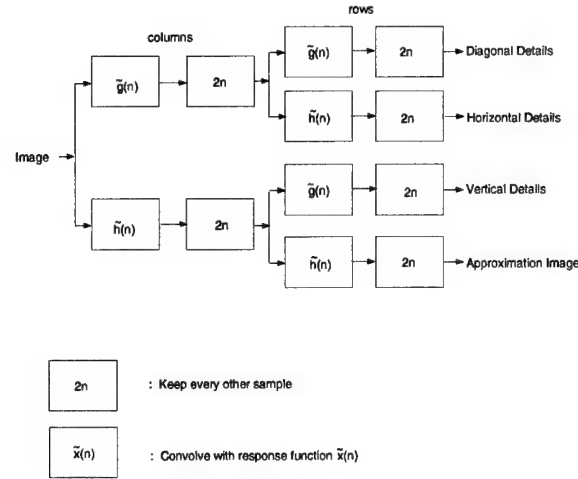 rows
columns
g̃(n)
2n
Diagonal Details
g̃(n)
2n
h̃(n)
2n
Horizontal Details
Image
g̃(n)
2n
Vertical Details
h̃(n)
2n
h̃(n)
2n
Approximation Image
2n
: Keep every other sample
x̃(n)
: Convolve with response function x̃(n)